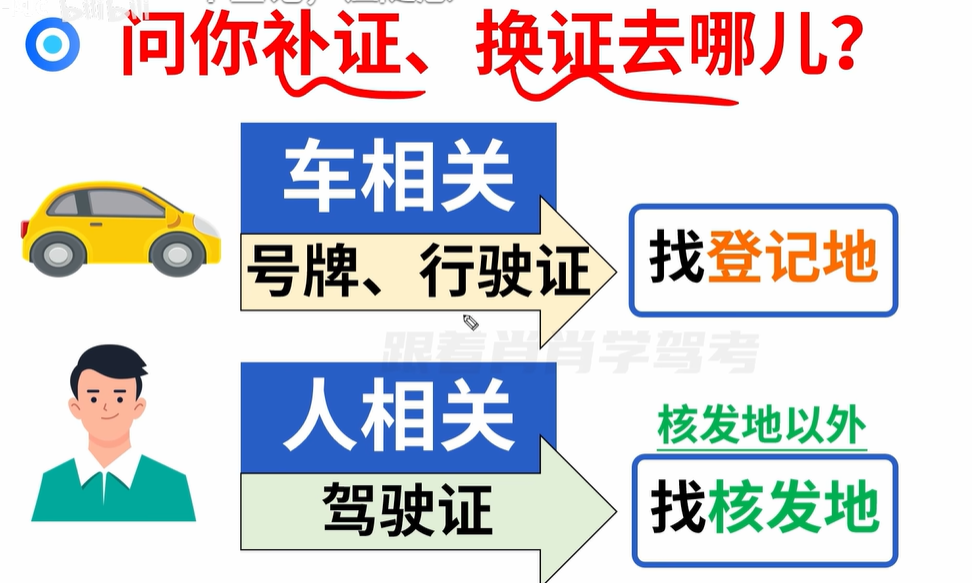 问你补证、换证去哪儿?
车相关
号牌、行驶证
找登记地
跟着肖肖学驾考
人相关
核发地以外
驾驶证
找核发地